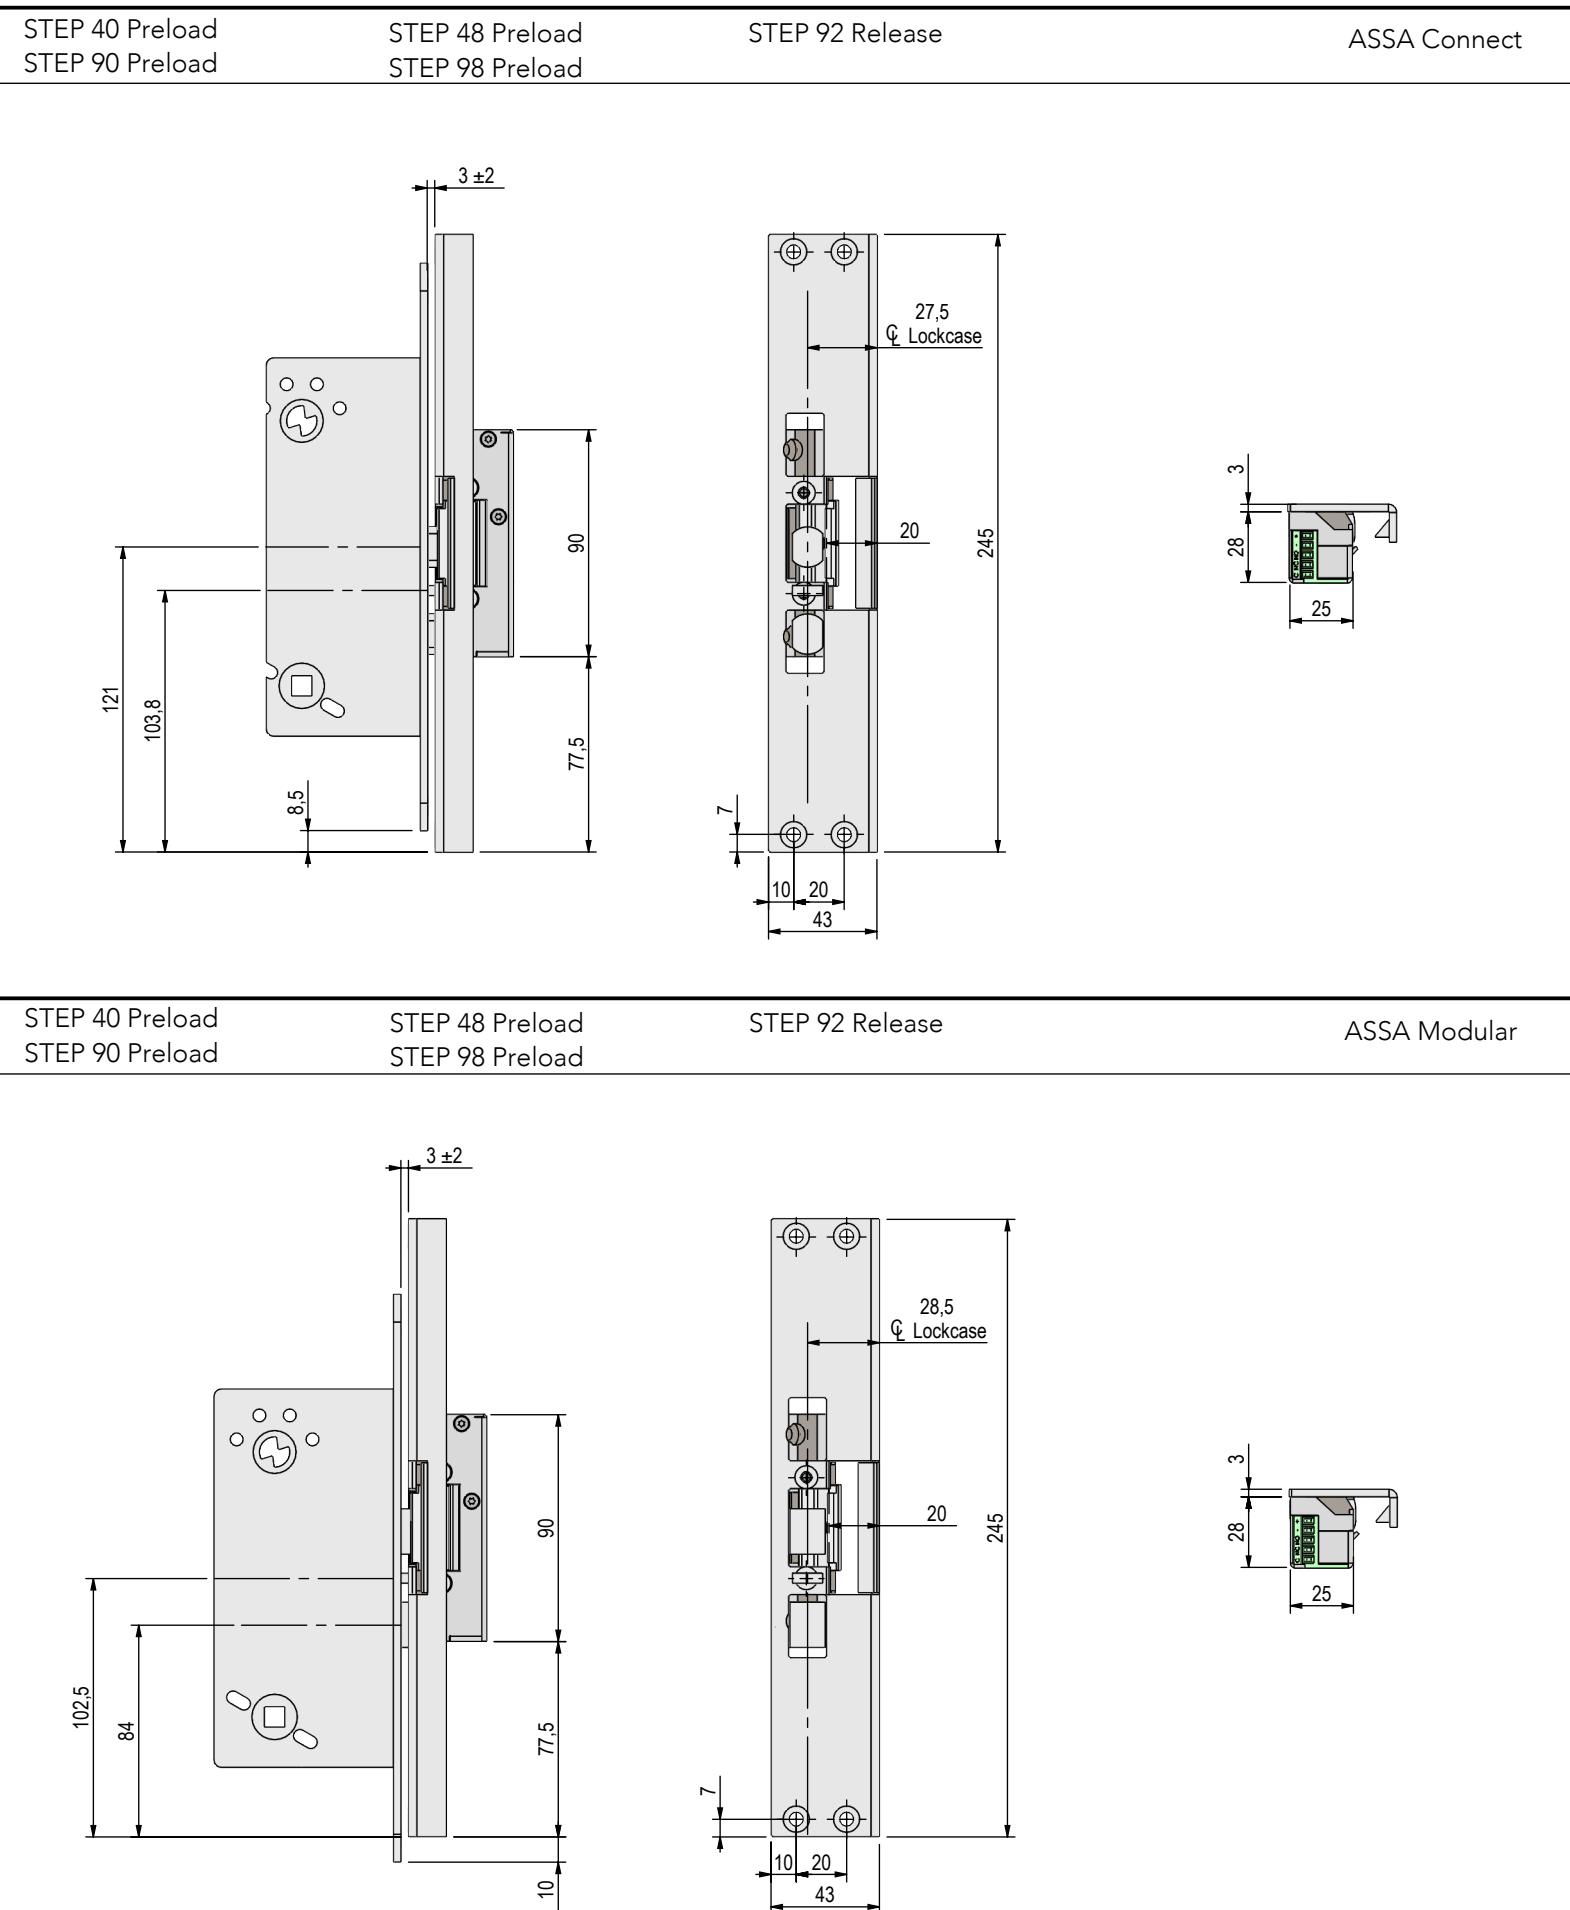 STEP 40 Preload
STEP 90 Preload
STEP 48 Preload
STEP 98 Preload
STEP 92 Release
ASSA Connect
3 ±2
27,5
℄ Lockcase
90
20
245
3
28
25
+
-
C NC NO
121
103,8
77,5
8,5
7
10
20
43
STEP 40 Preload
STEP 90 Preload
STEP 48 Preload
STEP 98 Preload
STEP 92 Release
ASSA Modular
3 ±2
28,5
℄ Lockcase
90
20
245
3
28
25
+
-
C NC NO
102,5
84
77,5
7
10
10
20
43